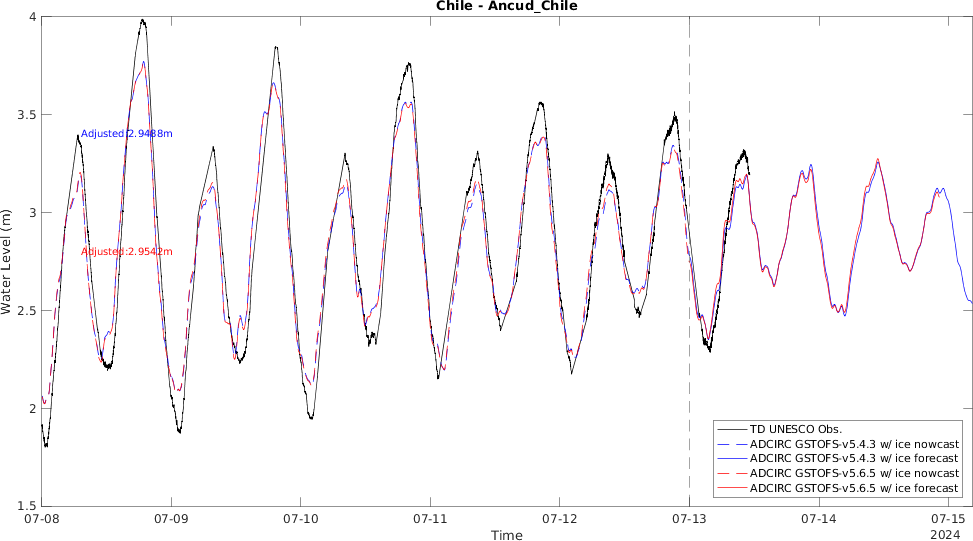 Chile - Ancud_Chile
4
3.5
3
2.5
2
1.5
Water Level (m)
Adjusted:2.9488m
Adjusted:2.9542m
TD UNESCO Obs.
ADCIRC GSTOFS-v5.4.3 w/ ice nowcast
ADCIRC GSTOFS-v5.4.3 w/ ice forecast
ADCIRC GSTOFS-v5.6.5 w/ ice nowcast
ADCIRC GSTOFS-v5.6.5 w/ ice forecast
07-08 07-09 07-10 07-11 07-12 07-13 07-14 07-15
Time
2024